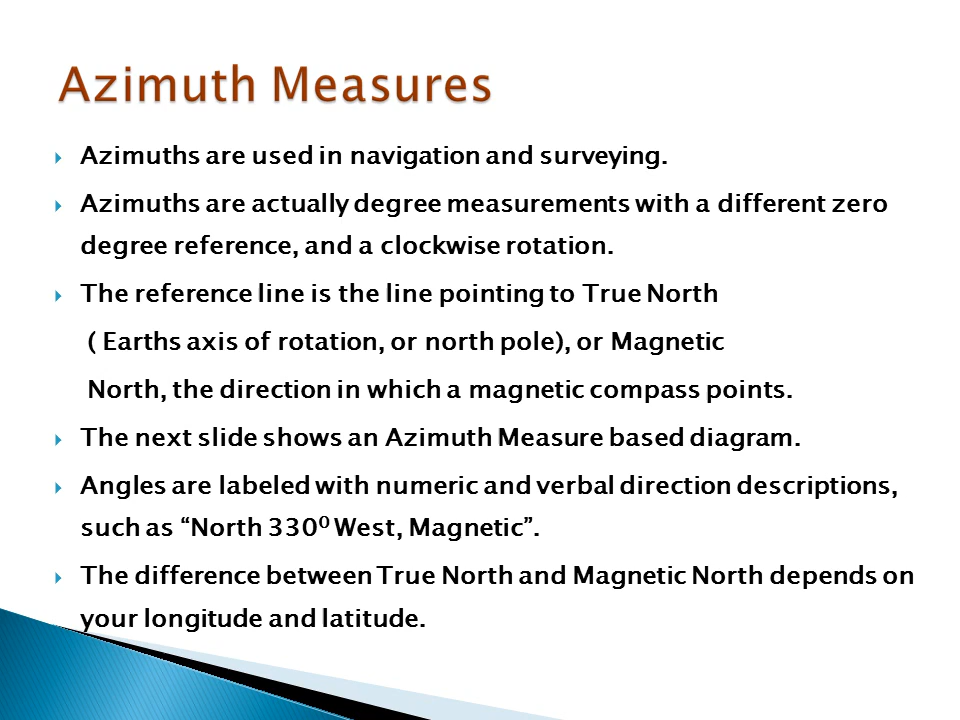 Azimuth Measures
Azimuths are used in navigation and surveying.
Azimuths are actually degree measurements with a different zero
degree reference, and a clockwise rotation.
The reference line is the line pointing to True North
( Earths axis of rotation, or north pole), or Magnetic
North, the direction in which a magnetic compass points.
The next slide shows an Azimuth Measure based diagram.
Angles are labeled with numeric and verbal direction descriptions,
such as “North 330⁰ West, Magnetic”.
The difference between True North and Magnetic North depends on
your longitude and latitude.